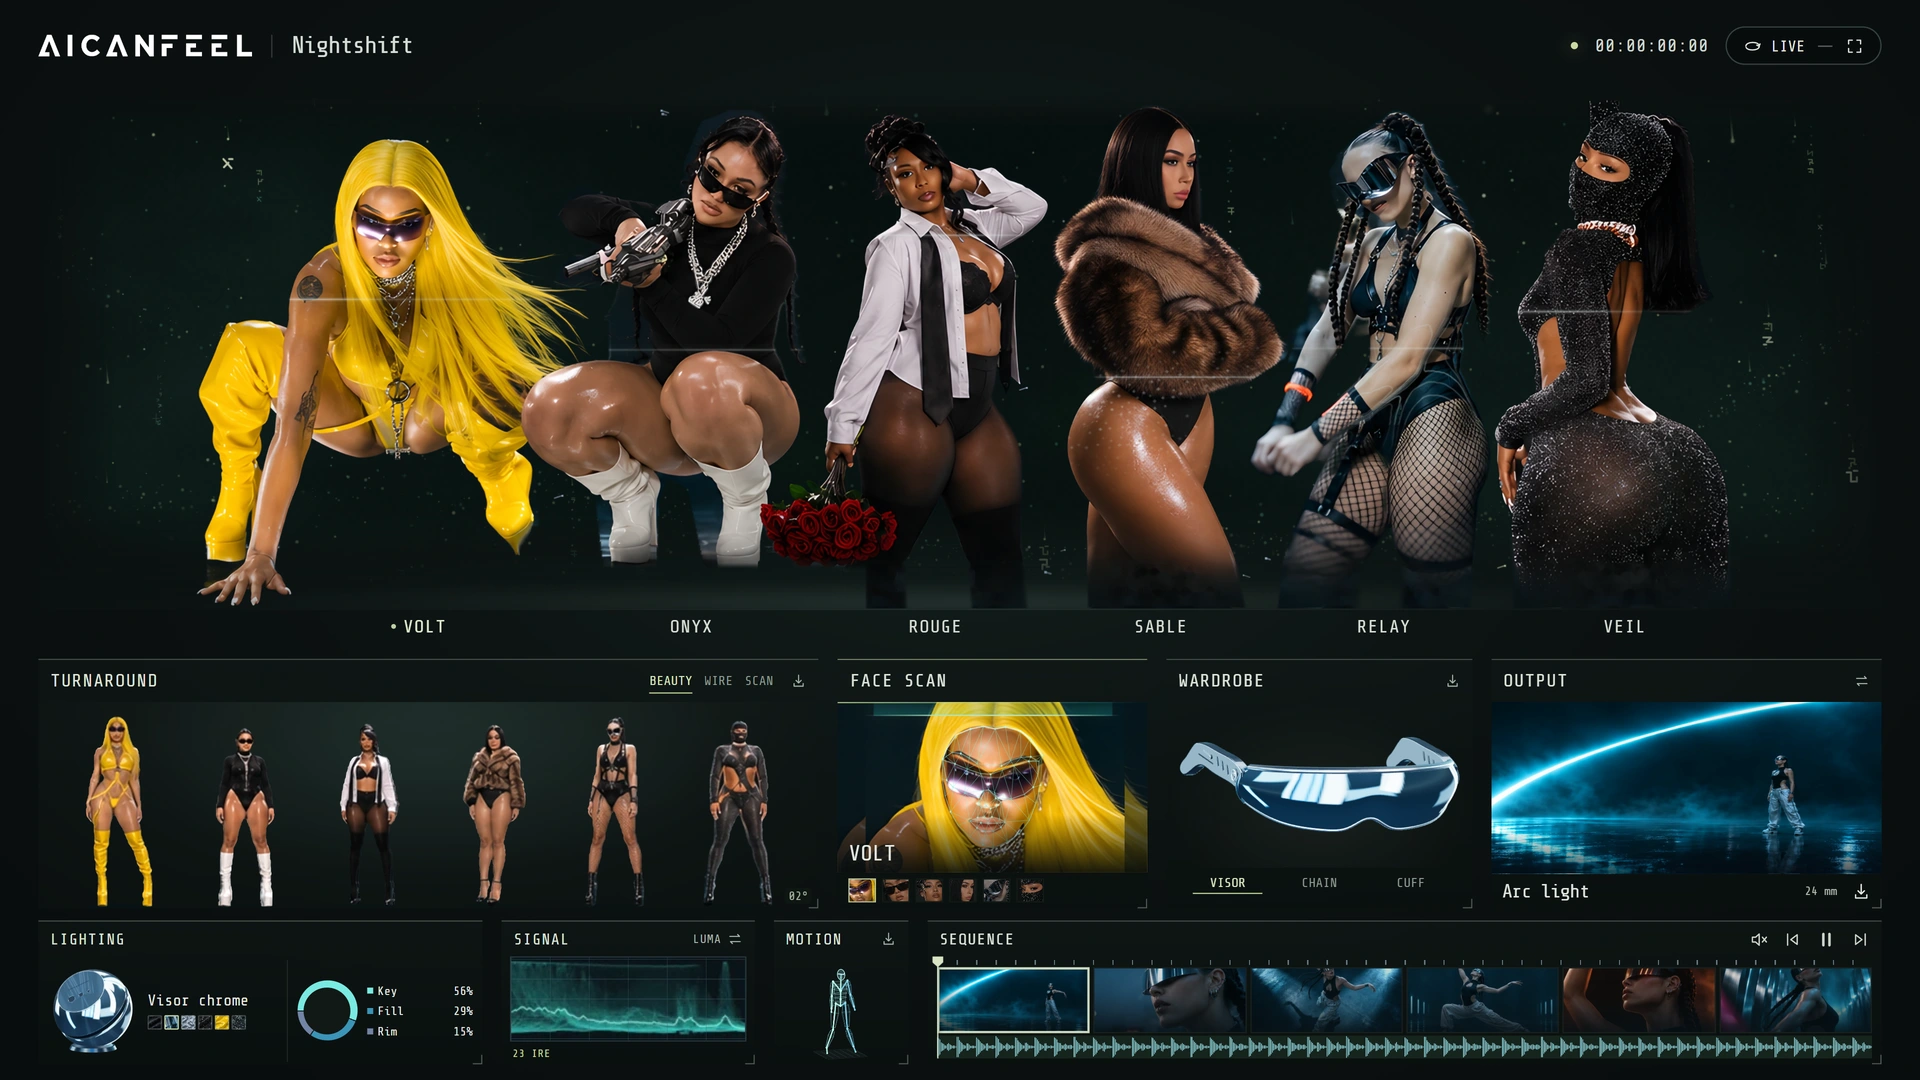 AICANFEEL
Nightshift
00:00:00:00
LIVE
VOLT
ONYX
ROUGE
SABLE
RELAY
VEIL
TURNAROUND
BEAUTY WIRE SCAN
02°
FACE SCAN
VOLT
WARDROBE
VISOR CHAIN CUFF
OUTPUT
Arc light
24 mm
LIGHTING
Visor chrome
Key 56%
Fill 29%
Rim 15%
SIGNAL
LUMA
23 IRE
MOTION
SEQUENCE